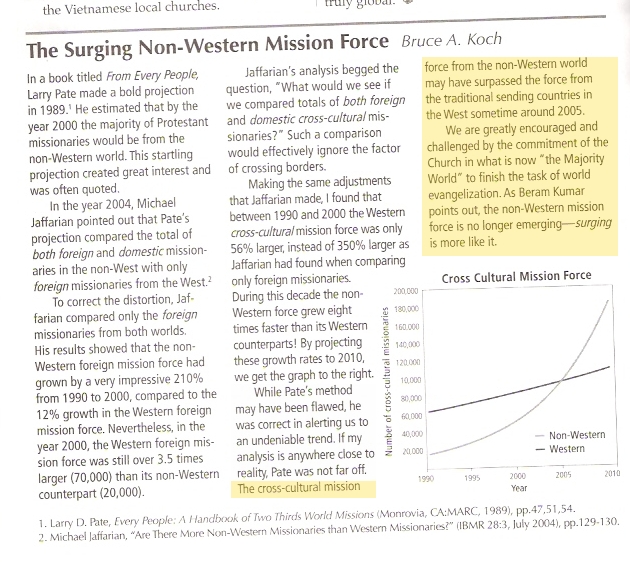 the Vietnamese local churches.
truly global.
The Surging Non-Western Mission Force Bruce A. Koch
In a book titled From Every People,
Larry Pate made a bold projection
in 1989.¹ He estimated that by the
year 2000 the majority of Protestant
missionaries would be from the
non-Western world. This startling
projection created great interest and
was often quoted.
In the year 2004, Michael
Jaffarian pointed out that Pate's
projection compared the total of
both foreign and domestic mission-
aries in the non-West with only
foreign missionaries from the West.²
To correct the distortion, Jaf-
farian compared only the foreign
missionaries from both worlds.
His results showed that the non-
Western foreign mission force had
grown by a very impressive 210%
from 1990 to 2000, compared to the
12% growth in the Western foreign
mission force. Nevertheless, in the
year 2000, the Western foreign mis-
sion force was still over 3.5 times
larger (70,000) than its non-Western
counterpart (20,000).
Jaffarian's analysis begged the
question, "What would we see if
we compared totals of both foreign
and domestic cross-cultural mis-
sionaries?" Such a comparison
would effectively ignore the factor
of crossing borders.
Making the same adjustments
that Jaffarian made, I found that
between 1990 and 2000 the Western
cross-cultural mission force was only
56% larger, instead of 350% larger as
Jaffarian had found when comparing
only foreign missionaries.
During this decade the non-
Western force grew eight
times faster than its Western
counterparts! By projecting
these growth rates to 2010,
we get the graph to the right.
While Pate's method
may have been flawed, he
was correct in alerting us to
an undeniable trend. If my
analysis is anywhere close to
reality, Pate was not far off.
The cross-cultural mission
force from the non-Western world
may have surpassed the force from
the traditional sending countries in
the West sometime around 2005.
We are greatly encouraged and
challenged by the commitment of the
Church in what is now "the Majority
World" to finish the task of world
evangelization. As Beram Kumar
points out, the non-Western mission
force is no longer emerging—surging
is more like it.
Cross Cultural Mission Force
Number of cross-cultural missionaries
200,000
180,000
160,000
140,000
120,000
10,000
80,000
60,000
40,000
20,000
Non-Western
Western
1990 1995 2000 2005 2010
Year
1. Larry D. Pate, Every People: A Handbook of Two Thirds World Missions (Monrovia, CA:MARC, 1989), pp.47,51,54.
2. Michael Jaffarian, "Are There More Non-Western Missionaries than Western Missionaries?" (IBMR 28:3, July 2004), pp.129-130.